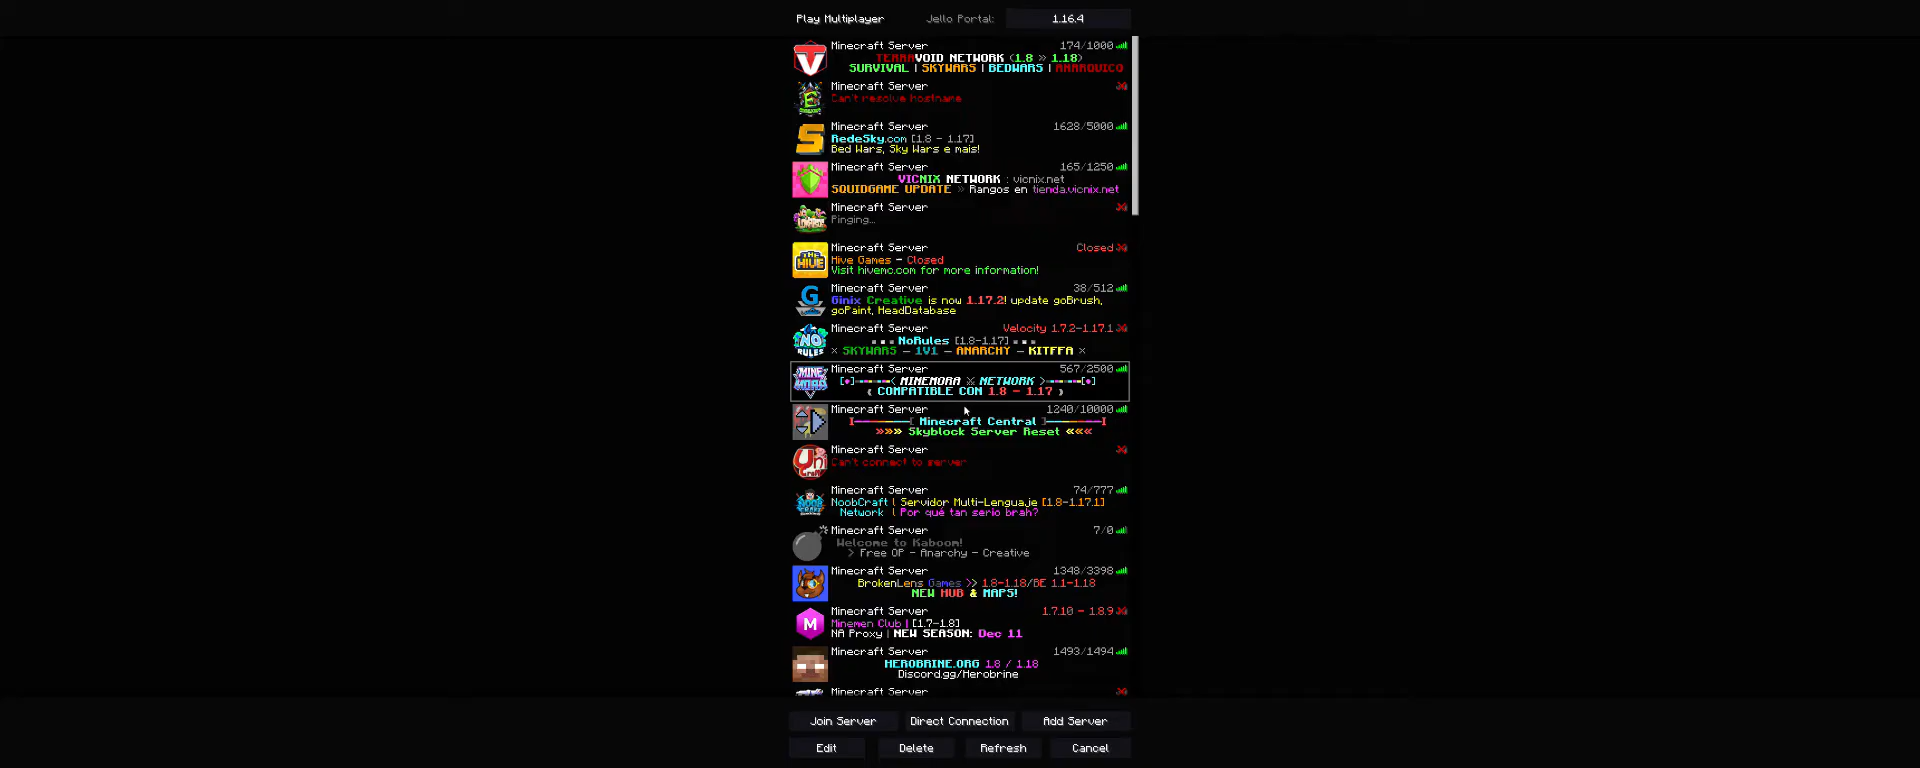 Play Multiplayer Jello Portal: 1.16.4
Minecraft Server 174/1000
TERRAVOID NETWORK (1.8 » 1.18)
SURVIVAL | SKYWARS | BEDWARS |
Minecraft Server
Can't resolve hostname
Minecraft Server 1628/5000
RedeSky.com [1.8 - 1.17]
Bed Wars, Sky Wars e mais!
Minecraft Server 165/1250
VICNIX NETWORK : vicnix.net
SQUIDGAME UPDATE » Rangos en tienda.vicnix.net
Minecraft Server
Pinging...
Minecraft Server Closed
THE HIVE
Hive Games - Closed
Visit hivemc.com for more information!
Minecraft Server 38/512
G
Ginix Creative is now 1.17.2! update goBrush,
goPaint, HeadDatabase
Minecraft Server Velocity 1.7.2-1.17.1
NO RULES
NoRules [1.8-1.17]
× SKYWARS - 1V1 - ANARCHY - KITFFA ×
Minecraft Server 567/2500
MINE MORA
[♦]------< MINEMORA ⚔ NETWORK >------[♦]
( COMPATIBLE CON 1.8 - 1.17 )
Minecraft Server 1240/10000
[ Minecraft Central ]
»»» Skyblock Server Reset «««
Minecraft Server
Can't connect to server
Minecraft Server 74/777
NoobCraft | Servidor Multi-Lenguaje [1.8-1.17.1]
Network | Por qué tan serio brah?
Minecraft Server 7/0
Welcome to Kaboom!
> Free OP - Anarchy - Creative
Minecraft Server 1348/3398
BrokenLens Games >> 1.8-1.18/BE 1.1-1.18
NEW HUB & MAPS!
Minecraft Server 1.7.10 - 1.8.9
M
Minemen Club | [1.7-1.8]
NA Proxy | NEW SEASON: Dec 11
Minecraft Server 1493/1494
HEROBRINE.ORG 1.8 / 1.18
Discord.gg/Herobrine
Minecraft Server
Join Server Direct Connection Add Server
Edit Delete Refresh Cancel